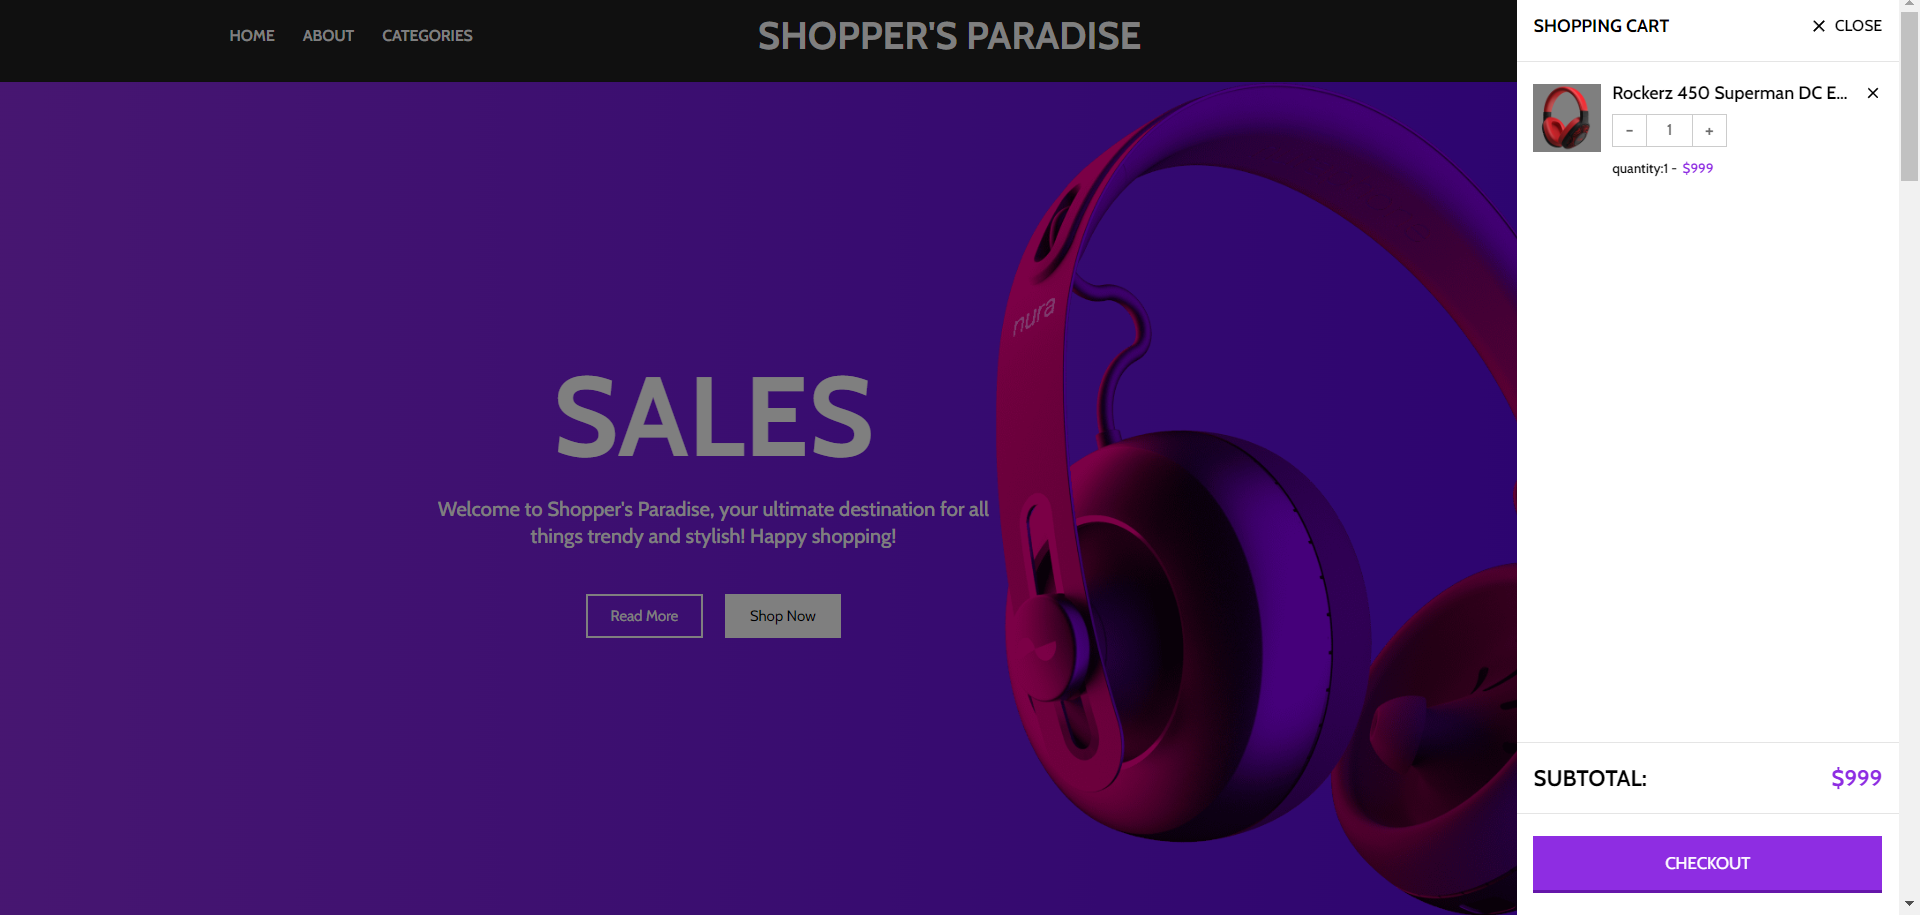 HOME ABOUT CATEGORIES
SHOPPER'S PARADISE
SALES
Welcome to Shopper's Paradise, your ultimate destination for all
things trendy and stylish! Happy shopping!
Read More
Shop Now
nura
SHOPPING CART
CLOSE
Rockerz 450 Superman DC E...
- 1 +
quantity:1 - $999
SUBTOTAL: $999
CHECKOUT